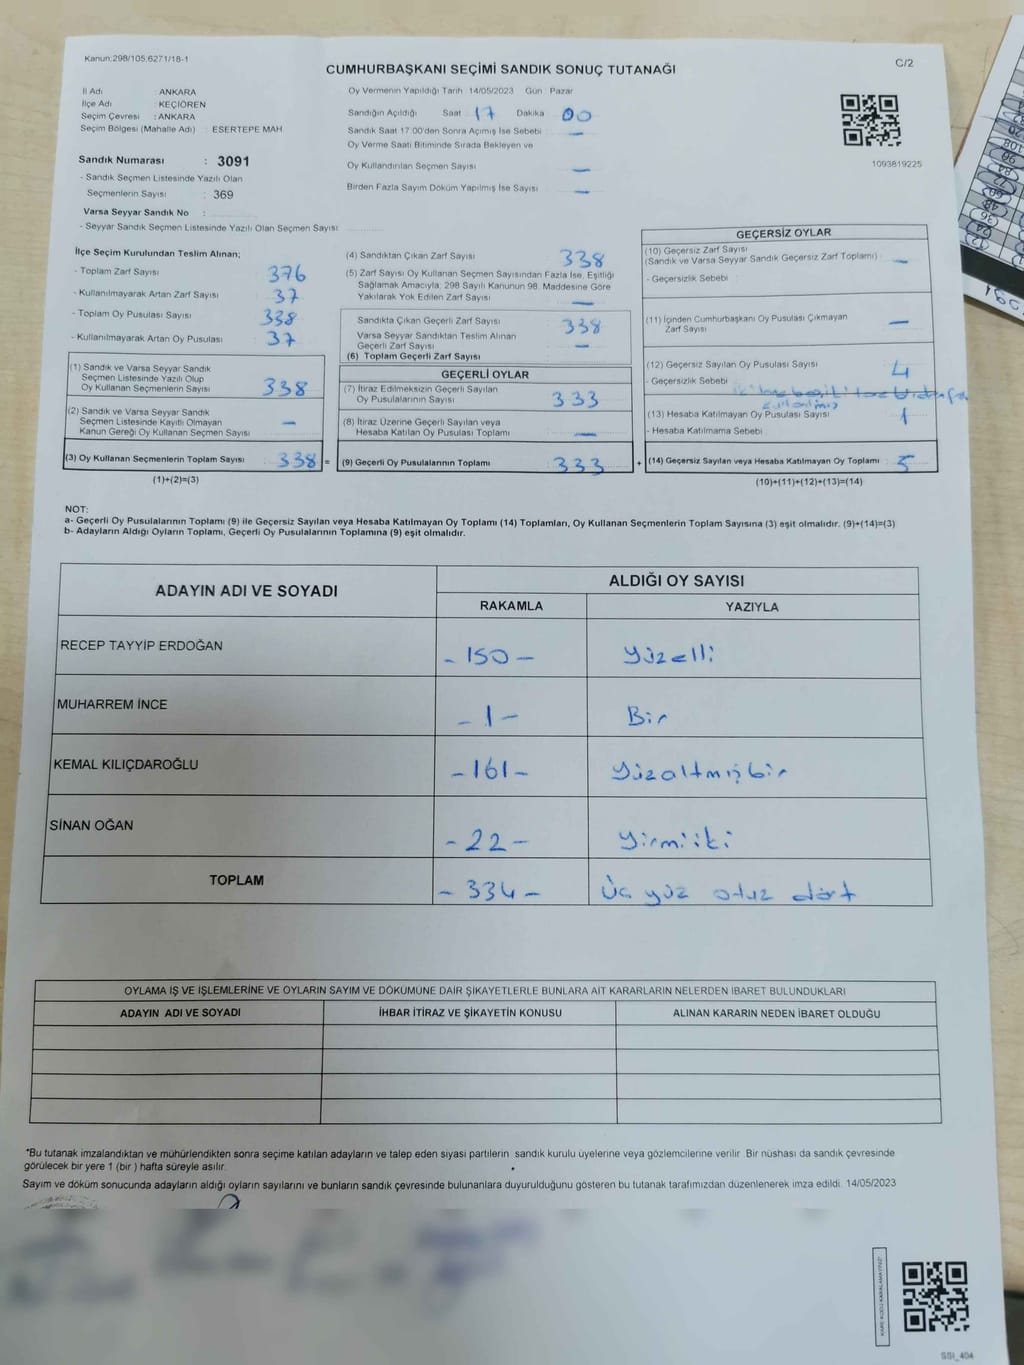 Kanun:298/105.6271/18-1
CUMHURBAŞKANI SEÇİMİ SANDIK SONUÇ TUTANAĞI
C/2
İl Adı : ANKARA
İlçe Adı : KEÇİÖREN
Seçim Çevresi : ANKARA
Seçim Bölgesi (Mahalle Adı) : ESERTEPE MAH
Sandık Numarası : 3091
- Sandık Seçmen Listesinde Yazılı Olan
Seçmenlerin Sayısı : 369
Varsa Seyyar Sandık No :
- Seyyar Sandık Seçmen Listesinde Yazılı Olan Seçmen Sayısı
Oy Vermenin Yapıldığı Tarih 14/05/2023 Gün : Pazar
Sandığın Açıldığı Saat 17 Dakika 00
Sandık Saat 17.00'den Sonra Açımış İse Sebebi —
Oy Verme Saati Bitiminde Sırada Bekleyen ve
Oy Kullandırılan Seçmen Sayısı —
Birden Fazla Sayım Döküm Yapılmış İse Sayısı —
1093819225
İlçe Seçim Kurulundan Teslim Alınan;
- Toplam Zarf Sayısı 376
- Kullanılmayarak Artan Zarf Sayısı 37
- Toplam Oy Pusulası Sayısı 338
- Kullanılmayarak Artan Oy Pusulası 37
(1) Sandık ve Varsa Seyyar Sandık
Seçmen Listesinde Yazılı Olup
Oy Kullanan Seçmenlerin Sayısı 338
(2) Sandık ve Varsa Seyyar Sandık
Seçmen Listesinde Kayıtlı Olmayan
Kanun Gereği Oy Kullanan Seçmen Sayısı —
(3) Oy Kullanan Seçmenlerin Toplam Sayısı 338 =
(1)+(2)=(3)
(4) Sandıktan Çıkan Zarf Sayısı 338
(5) Zarf Sayısı Oy Kullanan Seçmen Sayısından Fazla İse, Eşitliği
Sağlamak Amacıyla, 298 Sayılı Kanunun 98. Maddesine Göre
Yakılarak Yok Edilen Zarf Sayısı —
Sandıkta Çıkan Geçerli Zarf Sayısı 338
Varsa Seyyar Sandıktan Teslim Alınan
Geçerli Zarf Sayısı —
(6) Toplam Geçerli Zarf Sayısı
GEÇERLİ OYLAR
(7) İtiraz Edilmeksizin Geçerli Sayılan
Oy Pusulalarının Sayısı 333
(8) İtiraz Üzerine Geçerli Sayılan veya
Hesaba Katılan Oy Pusulası Toplamı —
(9) Geçerli Oy Pusulalarının Toplamı 333 +
GEÇERSİZ OYLAR
(10) Geçersiz Zarf Sayısı
(Sandık ve Varsa Seyyar Sandık Geçersiz Zarf Toplamı) —
- Geçersizlik Sebebi
(11) İçinden Cumhurbaşkanı Oy Pusulası Çıkmayan
Zarf Sayısı —
(12) Geçersiz Sayılan Oy Pusulası Sayısı 4
- Geçersizlik Sebebi
(13) Hesaba Katılmayan Oy Pusulası Sayısı 1
- Hesaba Katılmama Sebebi
(14) Geçersiz Sayılan veya Hesaba Katılmayan Oy Toplamı 5
(10)+(11)+(12)+(13)=(14)
NOT:
a- Geçerli Oy Pusulalarının Toplamı (9) ile Geçersiz Sayılan veya Hesaba Katılmayan Oy Toplamı (14) Toplamları, Oy Kullanan Seçmenlerin Toplam Sayısına (3) eşit olmalıdır. (9)+(14)=(3)
b- Adayların Aldığı Oyların Toplamı, Geçerli Oy Pusulalarının Toplamına (9) eşit olmalıdır.
ADAYIN ADI VE SOYADI
ALDIĞI OY SAYISI
RAKAMLA YAZIYLA
RECEP TAYYİP ERDOĞAN - 150 - Yüzelli
MUHARREM İNCE - 1 - Bir
KEMAL KILIÇDAROĞLU - 161 - Yüzaltmışbir
SİNAN OĞAN - 22 - Yirmiiki
TOPLAM - 334 - Üç yüz otuz dört
OYLAMA İŞ VE İŞLEMLERİNE VE OYLARIN SAYIM VE DÖKÜMÜNE DAİR ŞİKAYETLERLE BUNLARA AİT KARARLARIN NELERDEN İBARET BULUNDUKLARI
ADAYIN ADI VE SOYADI İHBAR İTİRAZ VE ŞİKAYETİN KONUSU ALINAN KARARIN NEDEN İBARET OLDUĞU
*Bu tutanak imzalandıktan ve mühürlendikten sonra seçime katılan adayların ve talep eden siyasi partilerin sandık kurulu üyelerine veya gözlemcilerine verilir. Bir nüshası da sandık çevresinde
görülecek bir yere 1 (bir ) hafta süreyle asılır.
Sayım ve döküm sonucunda adayların aldığı oyların sayılarını ve bunların sandık çevresinde bulunanlara duyurulduğunu gösteren bu tutanak tarafımızdan düzenlenerek imza edildi. 14/05/2023
KARE KODU KARALAMAYINIZ!
SSI_404